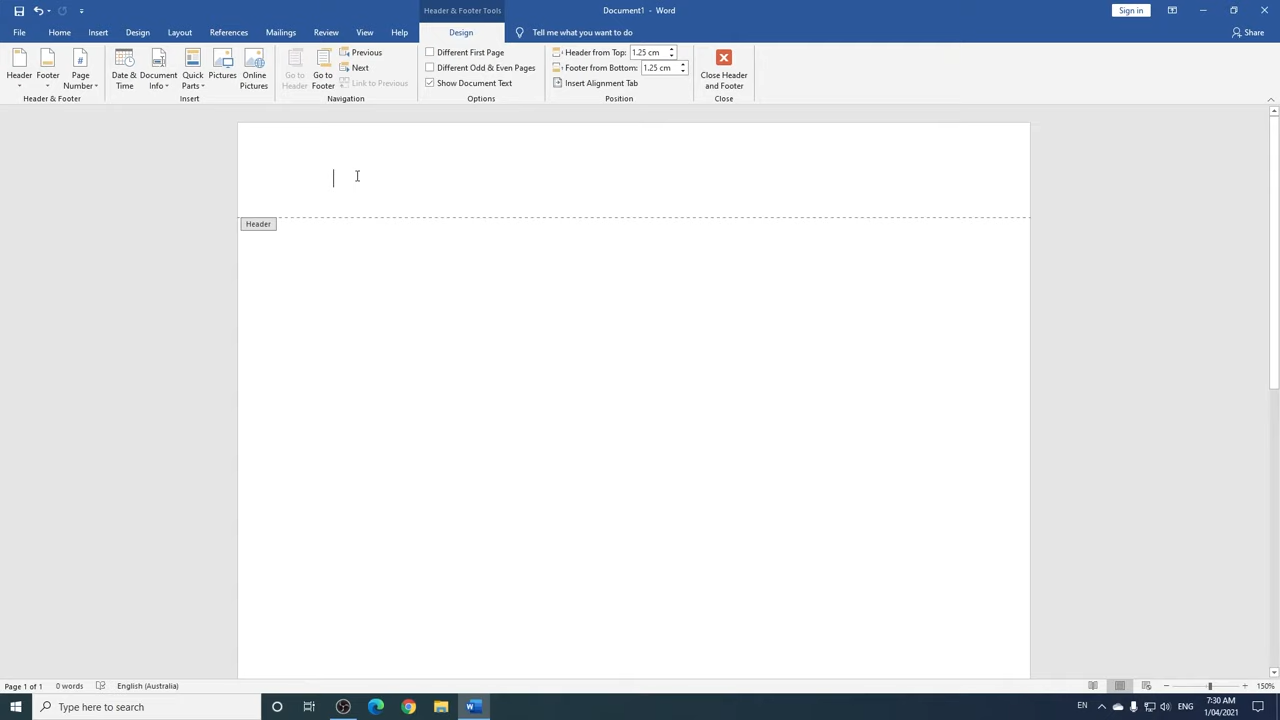 Header & Footer Tools
Document1 - Word
Sign in
File Home Insert Design Layout References Mailings Review View Help Design Tell me what you want to do Share
Header Footer Page Number
Header & Footer
Date & Time Document Info Quick Parts Pictures Online Pictures
Insert
Go to Header Go to Footer Previous
Next
Link to Previous
Navigation
Different First Page
Different Odd & Even Pages
Show Document Text
Options
Header from Top: 1.25 cm
Footer from Bottom: 1.25 cm
Insert Alignment Tab
Position
Close Header and Footer
Close
Header
Page 1 of 1 0 words English (Australia) 150%
Type here to search
EN ENG 7:30 AM
1/04/2021